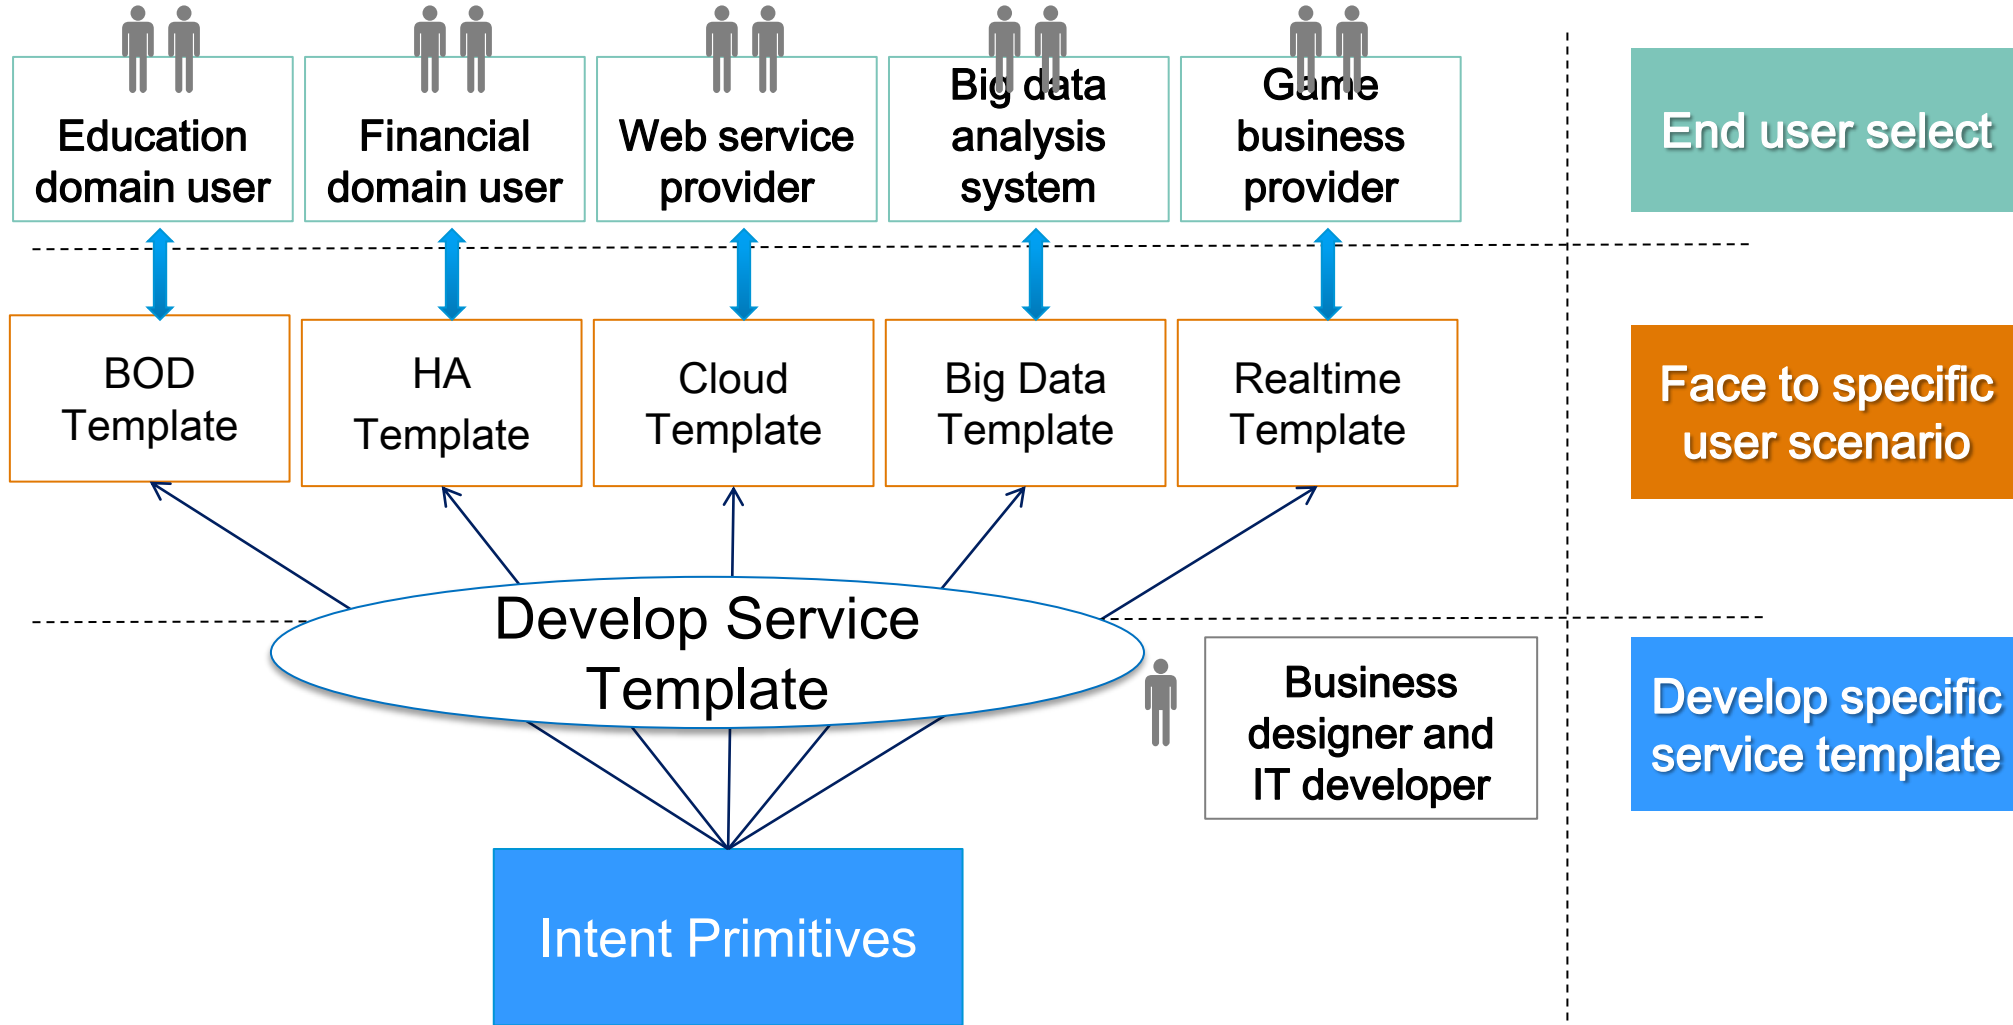 Education
domain user
Financial
domain user
Web service
provider
Big data
analysis
system
Game
business
provider
End user select
BOD
Template
HA
Template
Cloud
Template
Big Data
Template
Realtime
Template
Face to specific
user scenario
Develop Service
Template
Business
designer and
IT developer
Develop specific
service template
Intent Primitives